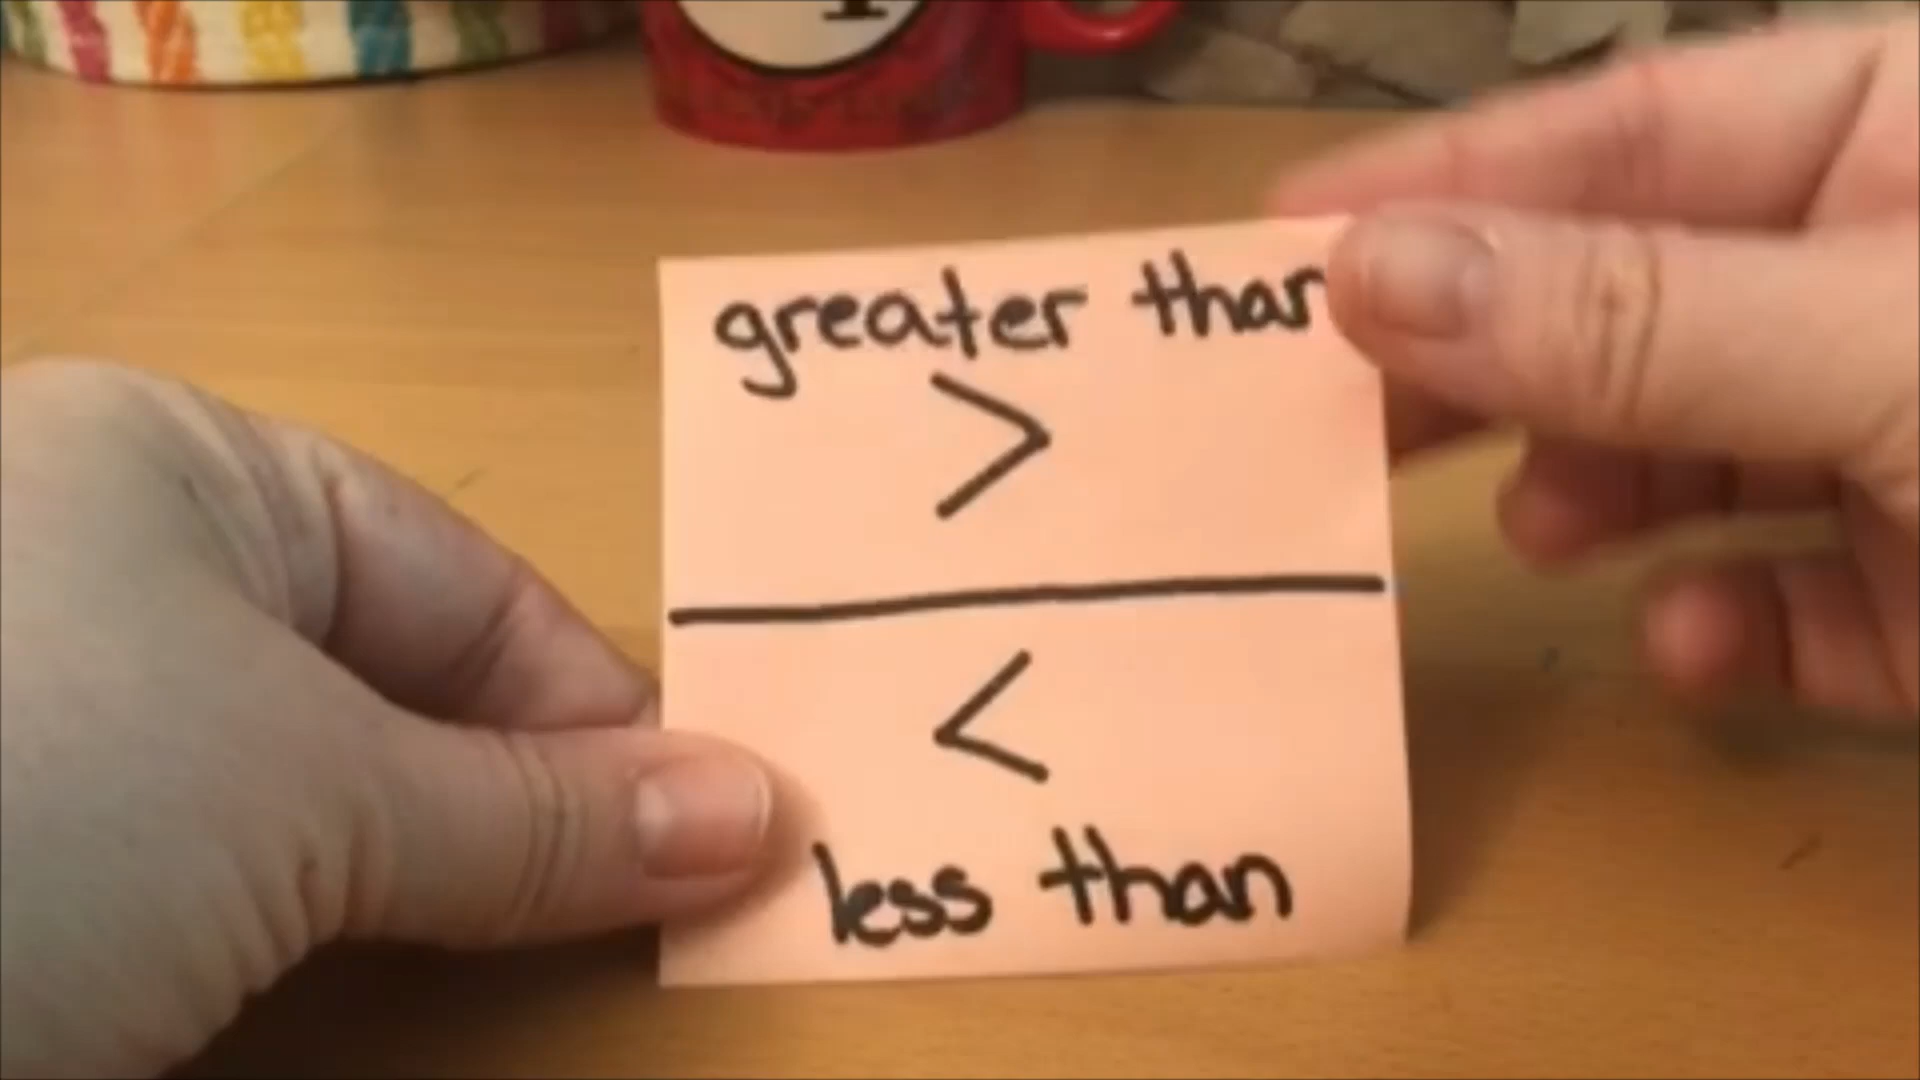 greater than
>
<
less than